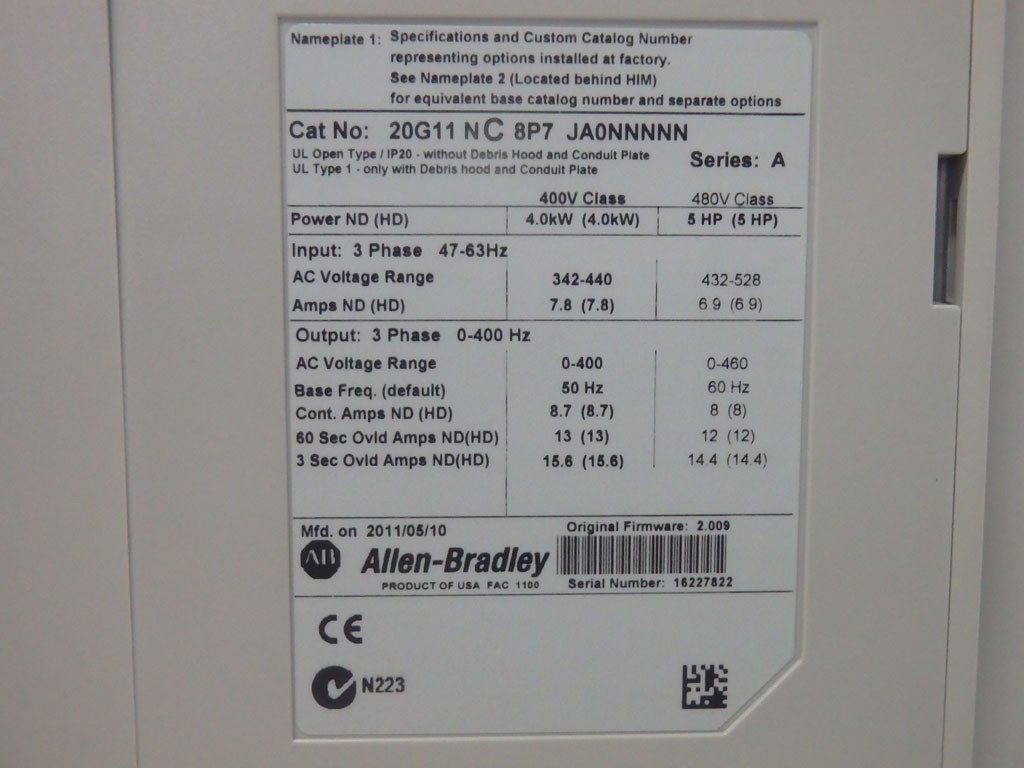 Nameplate 1: Specifications and Custom Catalog Number
representing options installed at factory.
See Nameplate 2 (Located behind HIM)
for equivalent base catalog number and separate options
Cat No: 20G11 NC 8P7 JA0NNNNN
UL Open Type / IP20 - without Debris Hood and Conduit Plate
UL Type 1 - only with Debris hood and Conduit Plate
Series: A
400V Class 480V Class
Power ND (HD) 4.0kW (4.0kW) 5 HP (5 HP)
Input: 3 Phase 47-63Hz
AC Voltage Range 342-440 432-528
Amps ND (HD) 7.8 (7.8) 6.9 (6.9)
Output: 3 Phase 0-400 Hz
AC Voltage Range 0-400 0-460
Base Freq. (default) 50 Hz 60 Hz
Cont. Amps ND (HD) 8.7 (8.7) 8 (8)
60 Sec Ovld Amps ND(HD) 13 (13) 12 (12)
3 Sec Ovld Amps ND(HD) 15.6 (15.6) 14.4 (14.4)
Mfd. on 2011/05/10 Original Firmware: 2.009
AB Allen-Bradley
PRODUCT OF USA FAC 1100 Serial Number: 16227822
CE
N223